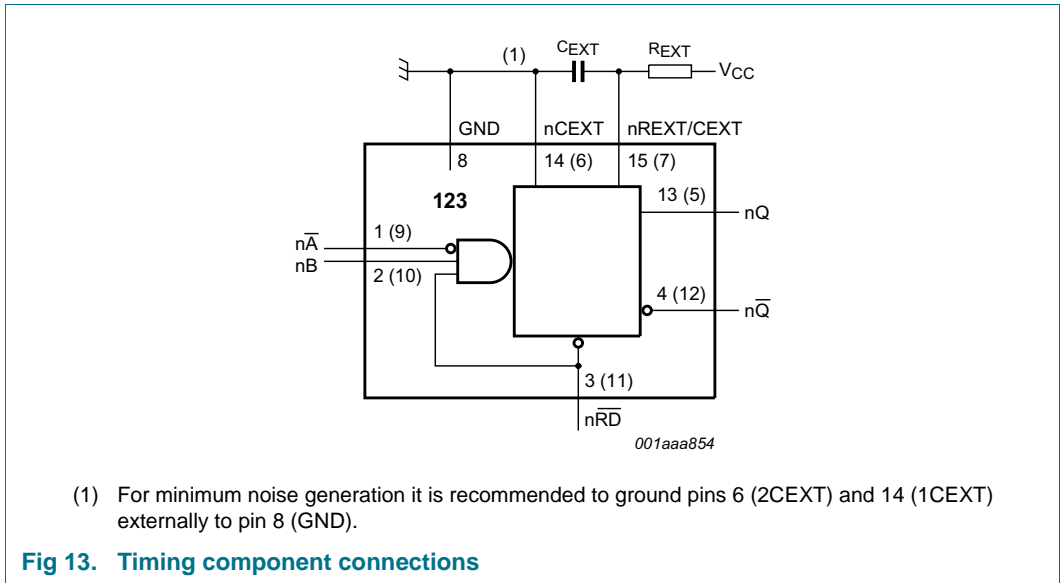 (1) CEXT REXT
VCC
GND nCEXT nREXT/CEXT
8 14 (6) 15 (7)
123
13 (5)
nQ
1 (9)
nA̅
nB
2 (10)
4 (12)
nQ̅
3 (11)
nR̅D̅
001aaa854
(1) For minimum noise generation it is recommended to ground pins 6 (2CEXT) and 14 (1CEXT)
externally to pin 8 (GND).
Fig 13. Timing component connections